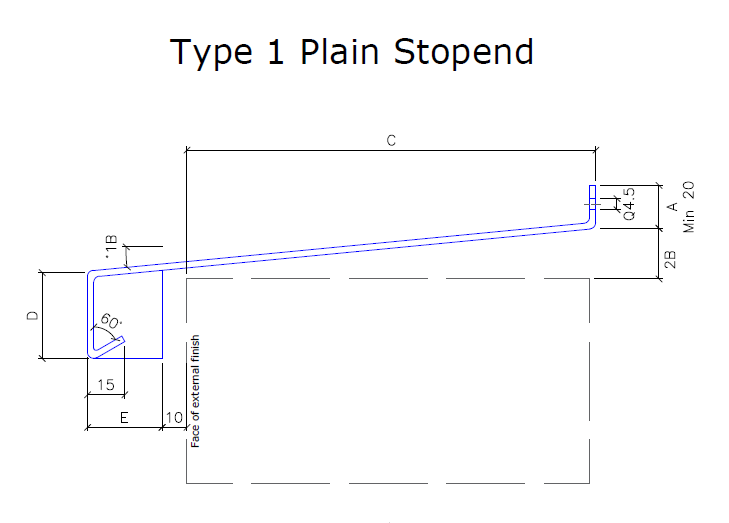 Type 1 Plain Stopend
C
A
Min 20
Q4.5
°1B
2B
D
60°
15
E
10
Face of external finish